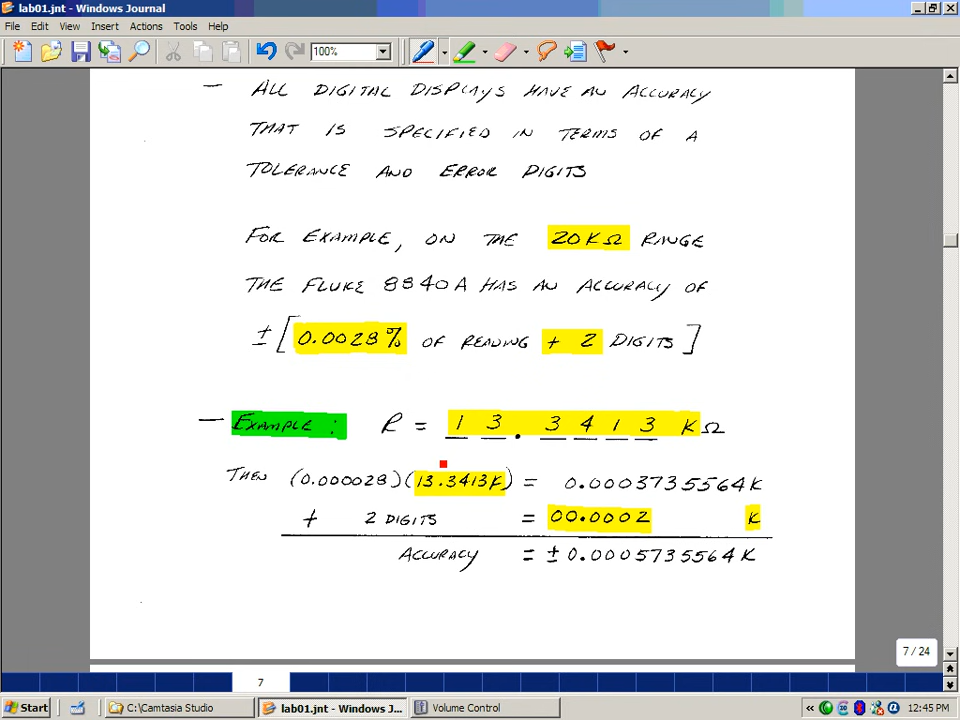 lab01.jnt - Windows Journal
File Edit View Insert Actions Tools Help
100%
— ALL DIGITAL DISPLAYS HAVE AN ACCURACY
THAT IS SPECIFIED IN TERMS OF A
TOLERANCE AND ERROR DIGITS
FOR EXAMPLE, ON THE 20KΩ RANGE
THE FLUKE 8840A HAS AN ACCURACY OF
± [0.0028% OF READING + 2 DIGITS]
— EXAMPLE: R = 13.3413KΩ
THEN (0.000028)(13.3413K) = 0.0003735564K
+ 2 DIGITS = 00.0002 K
ACCURACY = ± 0.0005735564K
7 / 24
7
Start C:\Camtasia Studio lab01.jnt - Windows J... Volume Control « 12:45 PM